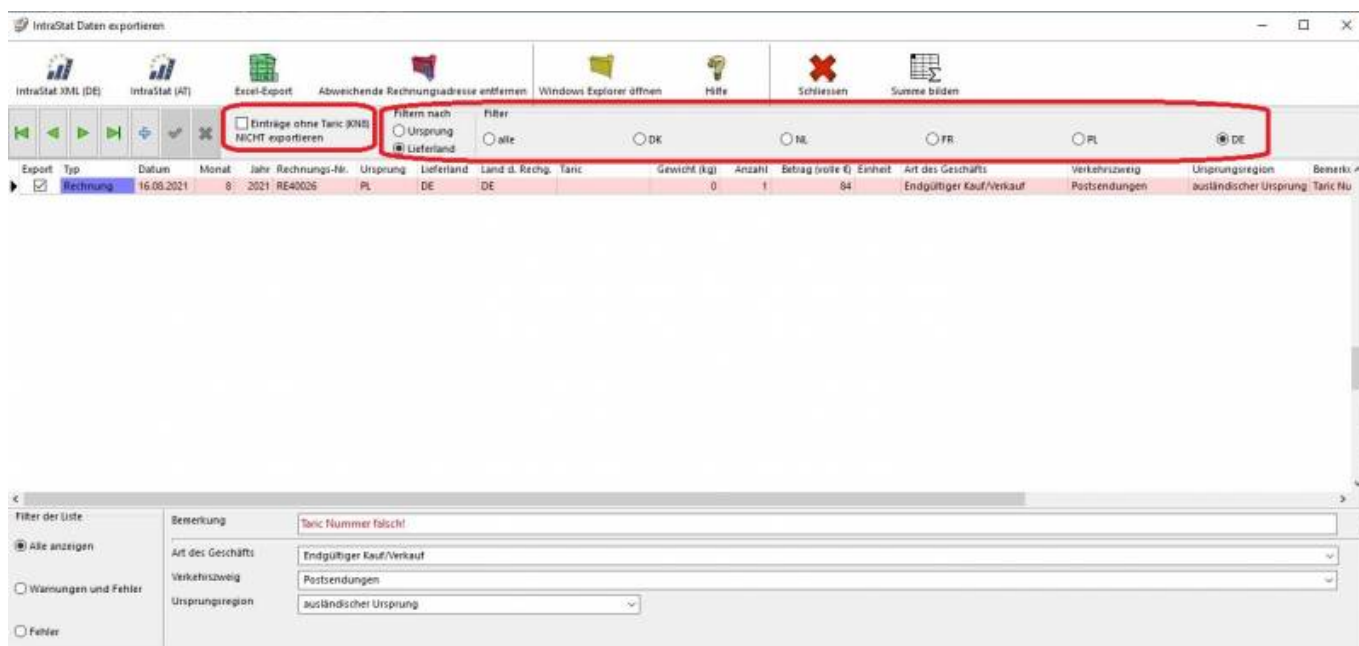 IntraStat Daten exportieren
IntraStat XML (DE) IntraStat (AT) Excel-Export Abweichende Rechnungsadresse entfernen Windows Explorer öffnen Hilfe Schliessen Summe bilden
Einträge ohne Taric (KN8)
NICHT exportieren
Filtern nach
Ursprung
Lieferland
Filter
alle DK NL FR PL DE
Export Typ Datum Monat Jahr Rechnungs-Nr. Ursprung Lieferland Land d. Rechg. Taric Gewicht (kg) Anzahl Betrag (volle €) Einheit Art des Geschäfts Verkehrszweig Ursprungsregion Bemerk
Rechnung 16.08.2021 8 2021 RE40026 PL DE DE 0 1 84 Endgültiger Kauf/Verkauf Postsendungen ausländischer Ursprung Taric Nu
Filter der Liste
Alle anzeigen
Warnungen und Fehler
Fehler
Bemerkung Taric Nummer falsch!
Art des Geschäfts Endgültiger Kauf/Verkauf
Verkehrszweig Postsendungen
Ursprungsregion ausländischer Ursprung